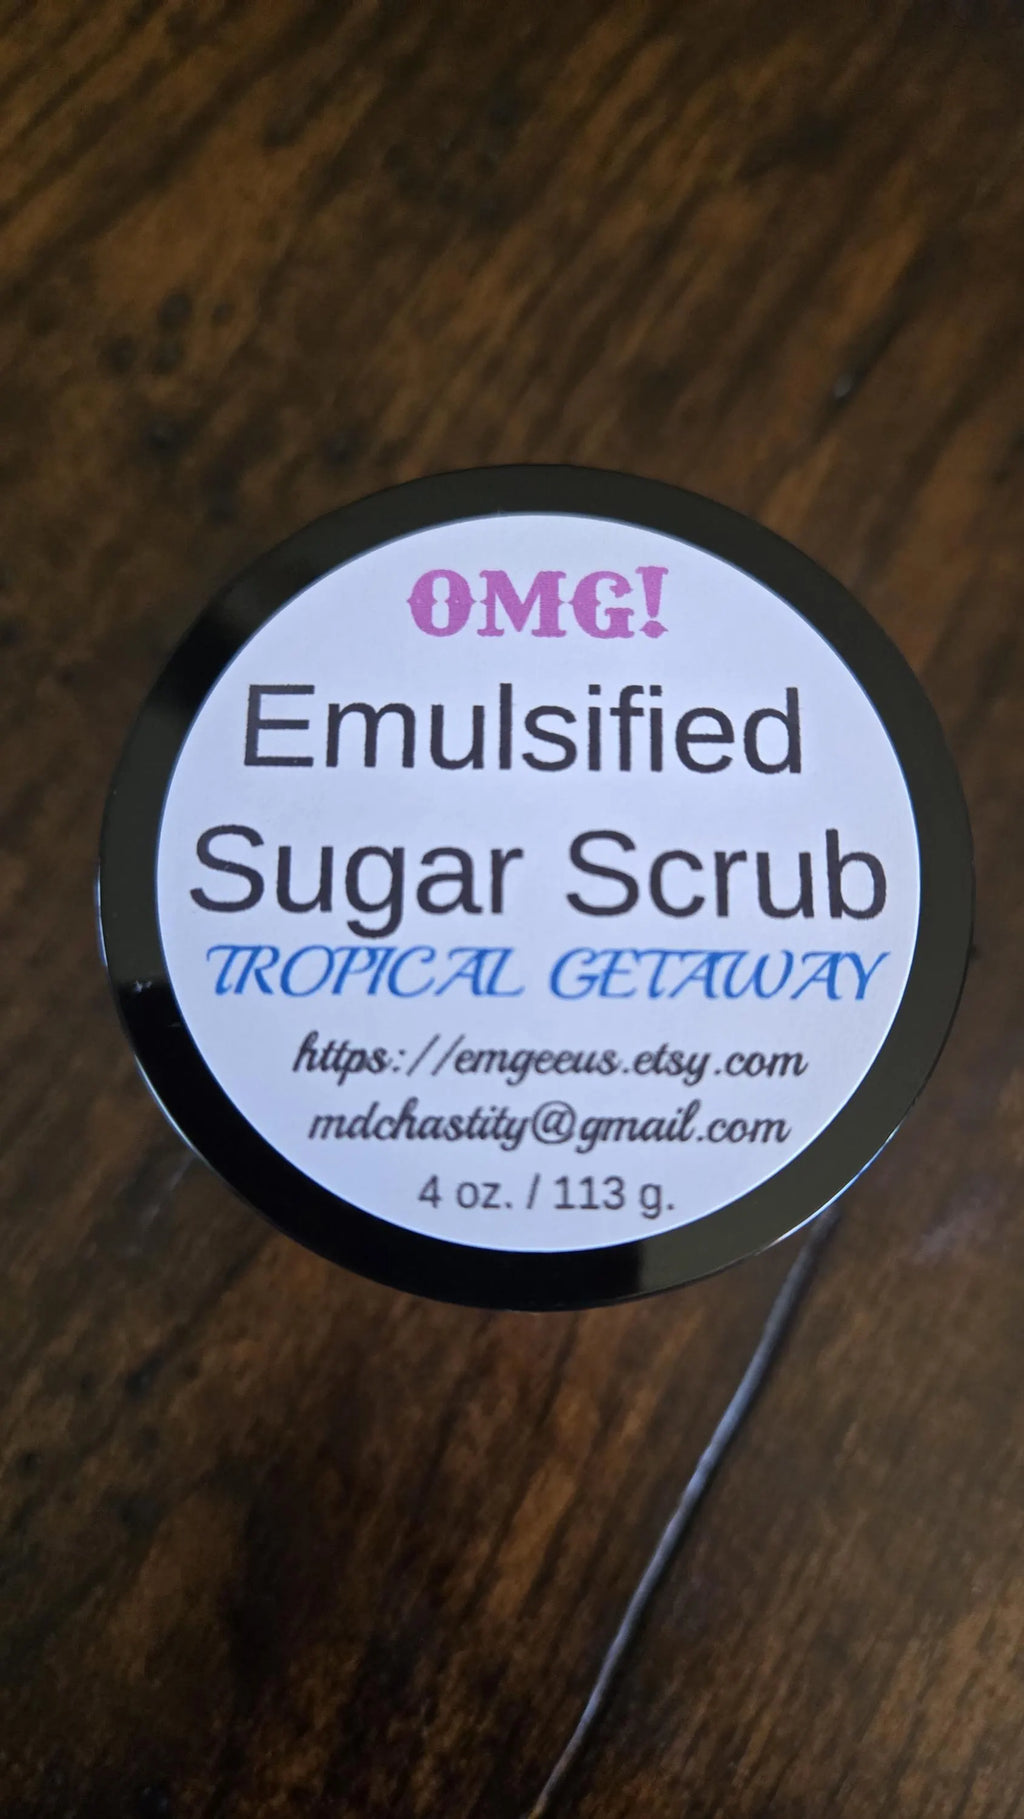 OMG!
Emulsified
Sugar Scrub
TROPICAL GETAWAY
https://emgeeus.etsy.com
mdchastity@gmail.com
4 oz. / 113 g.